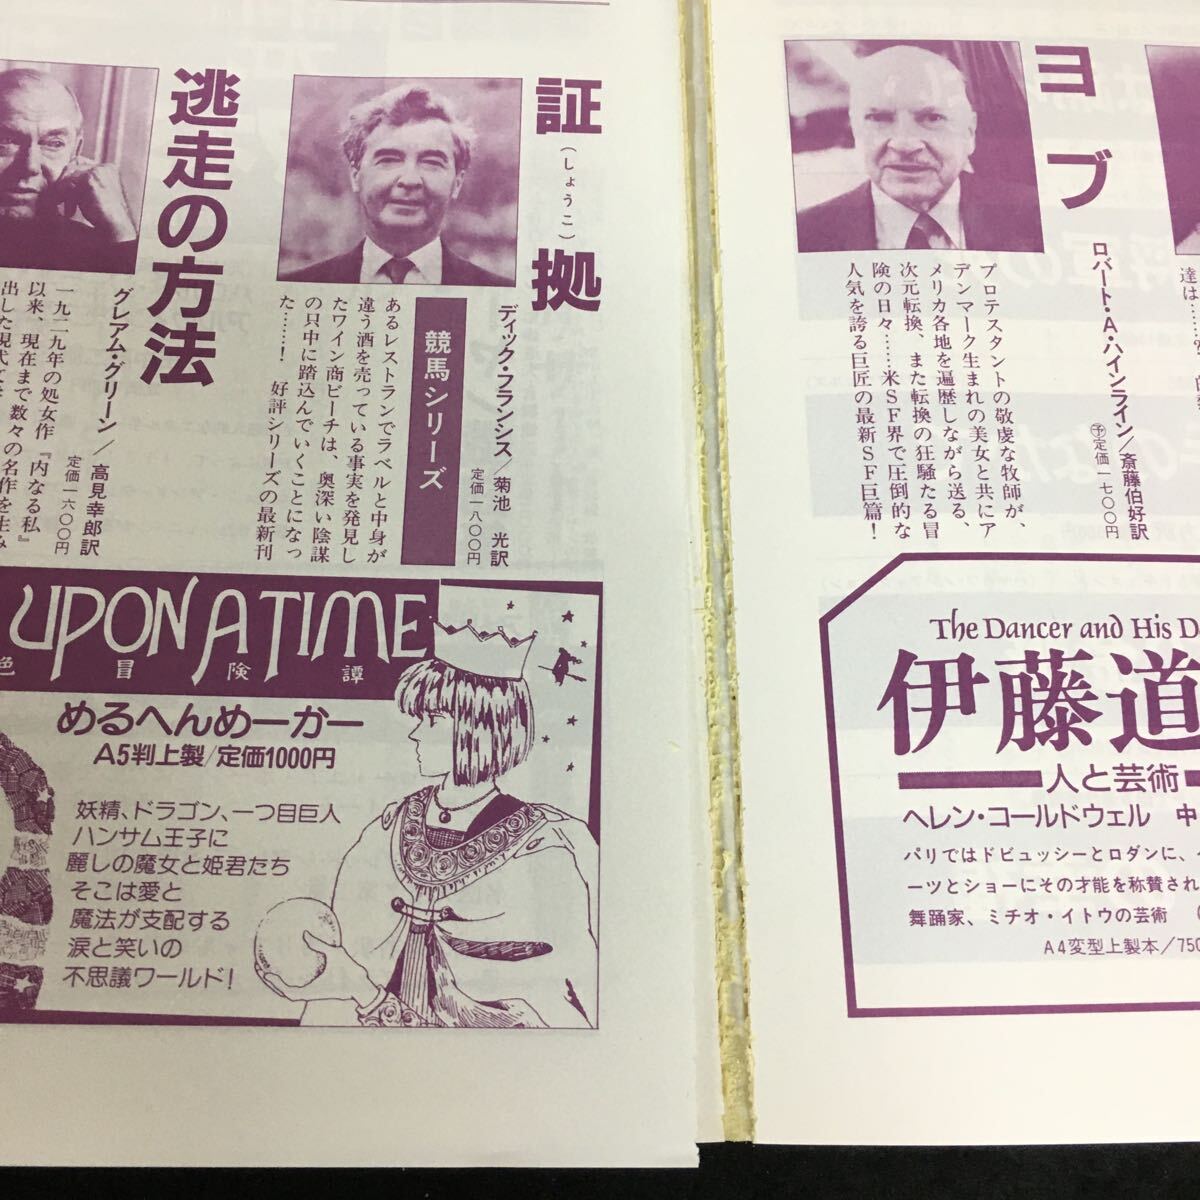 ヨブ
ロバート・A・ハインライン/斎藤伯好訳
予定価一七〇〇円
プロテスタントの敬虔な牧師が、
デンマーク生まれの美女と共にア
メリカ各地を遍歴しながら送る、
次元転換、また転換の狂騒たる冒
険の日々……米SF界で圧倒的な
人気を誇る巨匠の最新SF巨篇!
達は…
The Dancer and His D
伊藤道
人と芸術
ヘレン・コールドウェル 中
パリではドビュッシーとロダンに、
ーツとショーにその才能を称賛され
舞踊家、ミチオ・イトウの芸術
A4変型上製本/750
証(しょうこ)拠
ディック・フランシス/菊池 光訳
定価一八〇〇円
競馬シリーズ
あるレストランでラベルと中身が
違う酒を売っている事実を発見し
たワイン商ビーチは、奥深い陰謀
の只中に踏込んでいくことになっ
た……! 好評シリーズの最新刊
逃走の方法
グレアム・グリーン/高見幸郎訳
定価一六〇〇円
一九二九年の処女作『内なる私』
以来、現在まで数々の名作を生み
出した現代
UPON A TIME
色冒険譚
めるへんめーかー
A5判上製/定価1000円
妖精、ドラゴン、一つ目巨人
ハンサム王子に
麗しの魔女と姫君たち
そこは愛と
魔法が支配する
涙と笑いの
不思議ワールド!